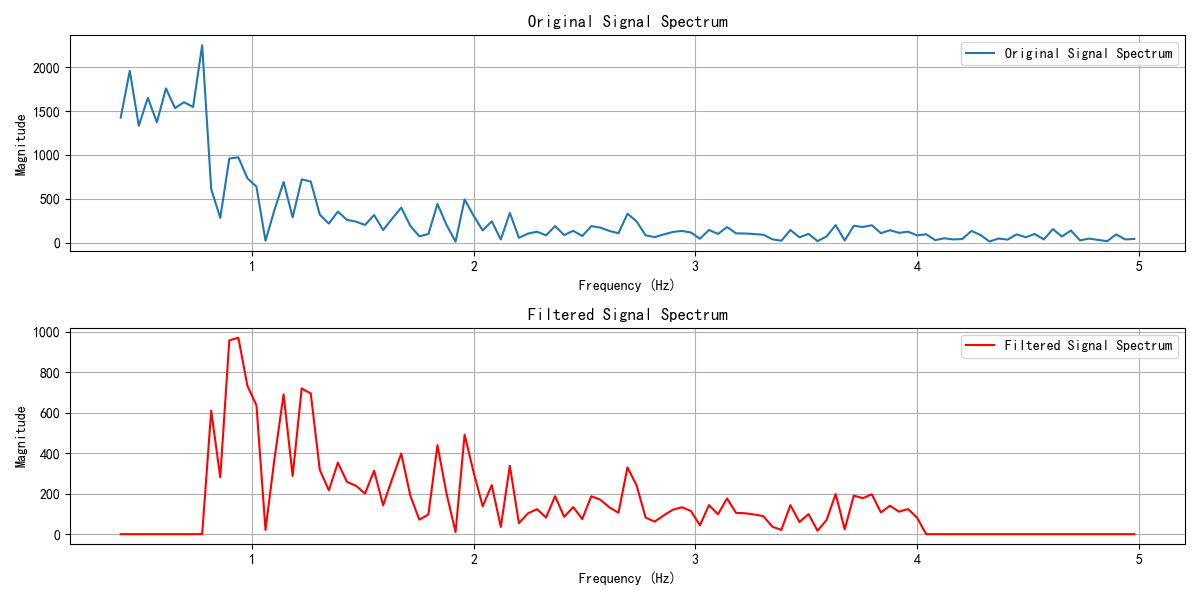 Original Signal Spectrum
Original Signal Spectrum
Magnitude
2000
1500
1000
500
0
1 2 3 4 5
Frequency (Hz)
Filtered Signal Spectrum
Filtered Signal Spectrum
Magnitude
1000
800
600
400
200
0
1 2 3 4 5
Frequency (Hz)